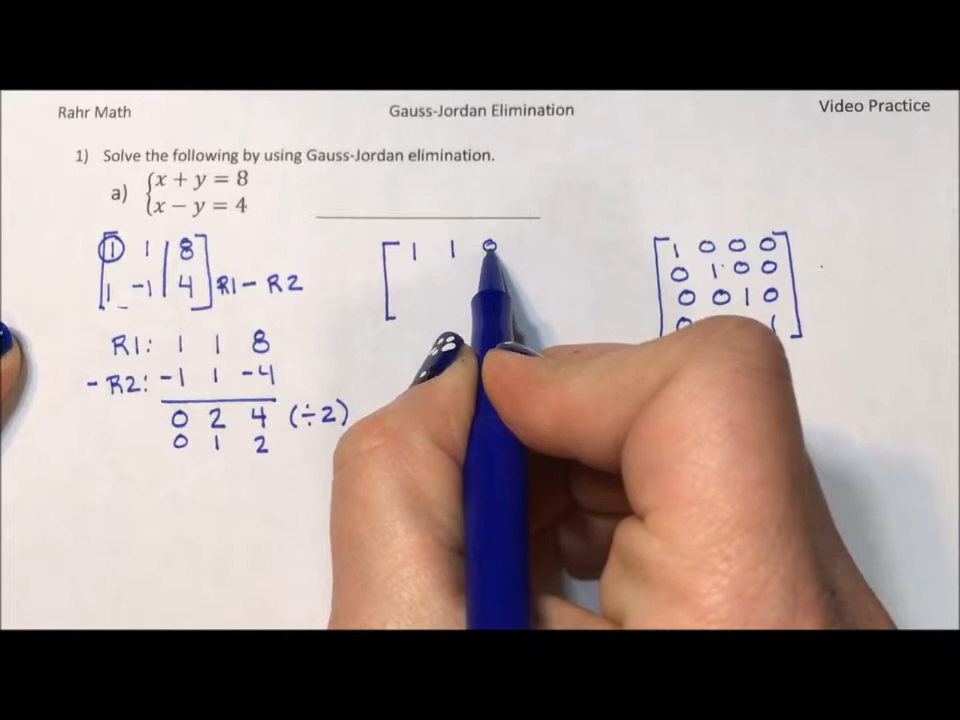 Rahr Math Gauss-Jordan Elimination Video Practice
1) Solve the following by using Gauss-Jordan elimination.
a) {x + y = 8
x − y = 4
1 1 | 8
1 -1 | 4 R1 - R2
R1: 1 1 8
- R2: -1 1 -4
0 2 4 (÷2)
0 1 2
1 1
1 0 0 0
0 1 0 0
0 0 1 0